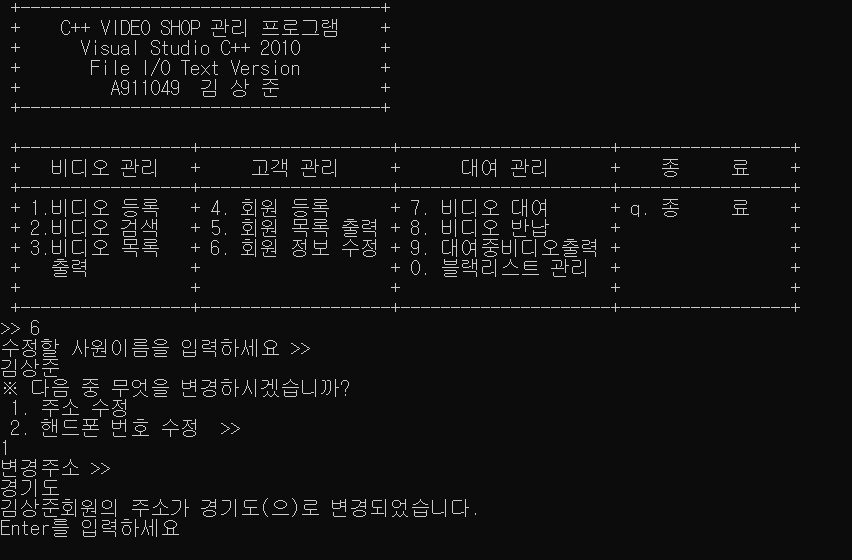 +------------------------------------+
+    C++ VIDEO SHOP 관리 프로그램    +
+      Visual Studio C++ 2010        +
+       File I/O Text Version        +
+         A911049  김 상 준          +
+------------------------------------+
+-----------------+-------------------+---------------------+-----------------+
+   비디오 관리   +     고객 관리     +      대여 관리      +    종     료    +
+-----------------+-------------------+---------------------+-----------------+
+ 1.비디오 등록   + 4. 회원 등록      + 7. 비디오 대여      + q. 종     료    +
+ 2.비디오 검색   + 5. 회원 목록 출력 + 8. 비디오 반납      +                 +
+ 3.비디오 목록   + 6. 회원 정보 수정 + 9. 대여중비디오출력 +                 +
+   출력          +                   + 0. 블랙리스트 관리  +                 +
+                 +                   +                     +                 +
+-----------------+-------------------+---------------------+-----------------+
>> 6
수정할 사원이름을 입력하세요 >>
김상준
※ 다음 중 무엇을 변경하시겠습니까?
1. 주소 수정
2. 핸드폰 번호 수정  >>
1
변경주소 >>
경기도
김상준회원의 주소가 경기도(으)로 변경되었습니다.
Enter를 입력하세요